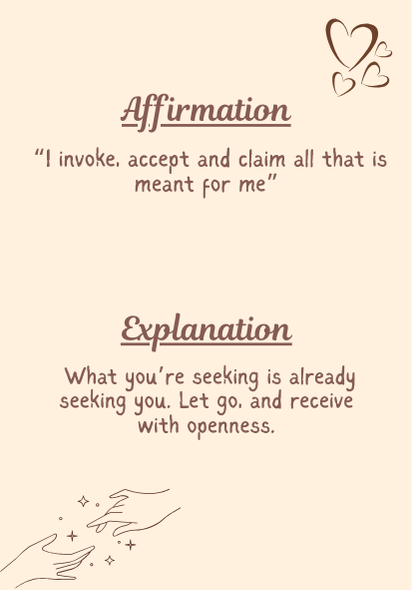 Affirmation
“I invoke, accept and claim all that is
meant for me”
Explanation
What you’re seeking is already
seeking you. Let go, and receive
with openness.